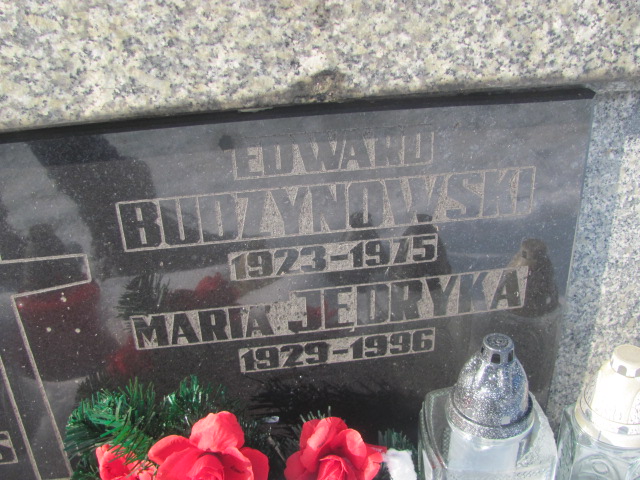 EDWARD
BUDZYNOWSKI
1923-1975
MARIA JĘDRYKA
1929-1996